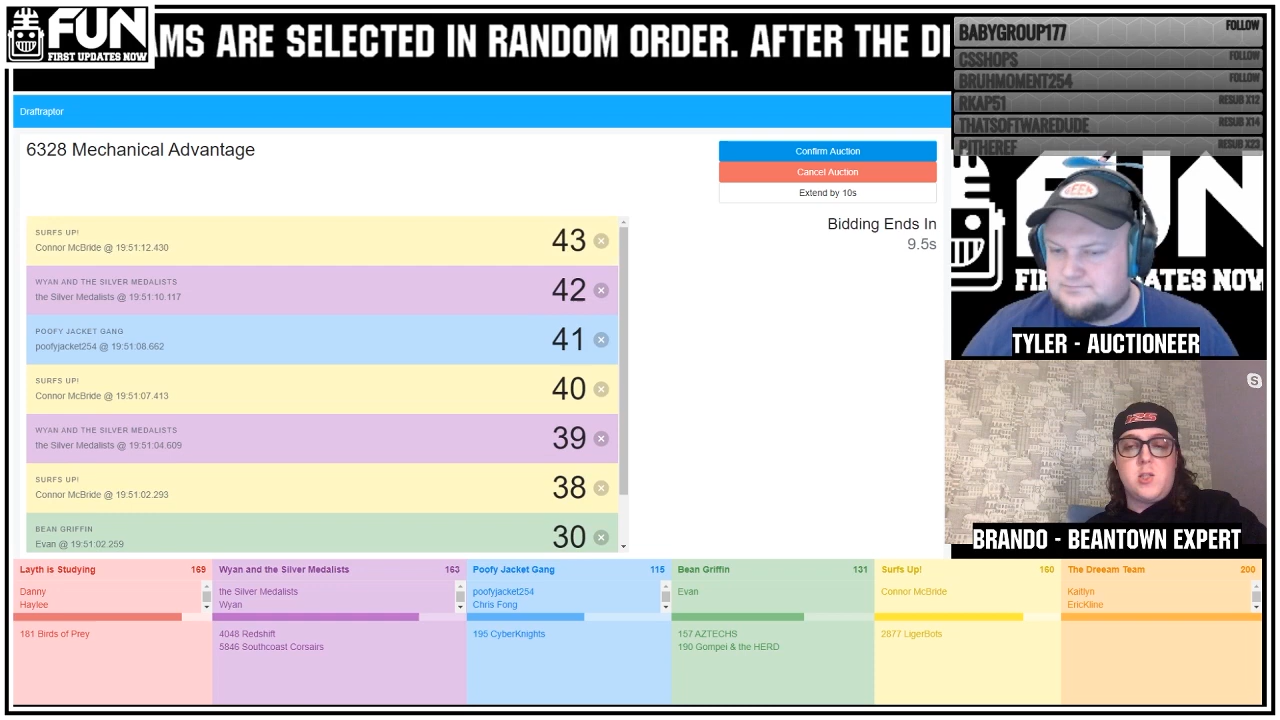 FUN
FIRST UPDATES NOW
AMS ARE SELECTED IN RANDOM ORDER. AFTER THE DI
BABYGROUP177 FOLLOW
CSSHOPS FOLLOW
BRUHMOMENT254 FOLLOW
RKAP51 RESUB X12
THATSOFTWAREDUDE RESUB X14
PITHEREF RESUB X23
Draftraptor
6328 Mechanical Advantage
Confirm Auction
Cancel Auction
Extend by 10s
Bidding Ends In
9.5s
SURFS UP!
Connor McBride @ 19:51:12.430
43
WYAN AND THE SILVER MEDALISTS
the Silver Medalists @ 19:51:10.117
42
POOFY JACKET GANG
poofyjacket254 @ 19:51:08.662
41
SURFS UP!
Connor McBride @ 19:51:07.413
40
WYAN AND THE SILVER MEDALISTS
the Silver Medalists @ 19:51:04.609
39
SURFS UP!
Connor McBride @ 19:51:02.293
38
BEAN GRIFFIN
Evan @ 19:51:02.259
30
TYLER - AUCTIONEER
125
BRANDO - BEANTOWN EXPERT
Layth is Studying 169
Danny
Haylee
181 Birds of Prey
Wyan and the Silver Medalists 163
the Silver Medalists
Wyan
4048 Redshift
5846 Southcoast Corsairs
Poofy Jacket Gang 115
poofyjacket254
Chris Fong
195 CyberKnights
Bean Griffin 131
Evan
157 AZTECHS
190 Gompei & the HERD
Surfs Up! 160
Connor McBride
2877 LigerBots
The Dreeam Team 200
Kaitlyn
EricKline